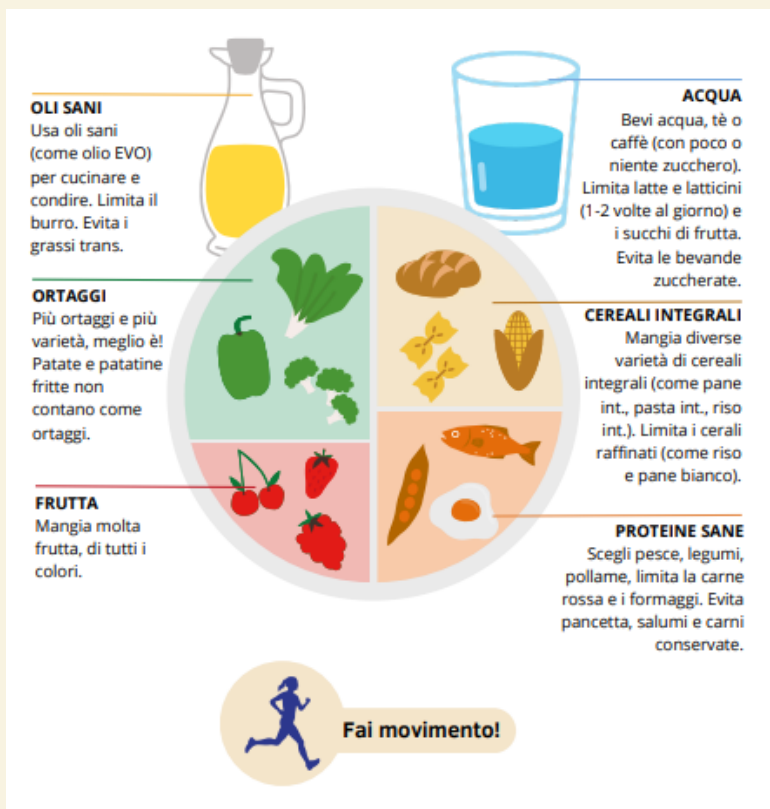 OLI SANI
Usa oli sani
(come olio EVO)
per cucinare e
condire. Limita il
burro. Evita i
grassi trans.
ORTAGGI
Più ortaggi e più
varietà, meglio è!
Patate e patatine
fritte non
contano come
ortaggi.
FRUTTA
Mangia molta
frutta, di tutti i
colori.
ACQUA
Bevi acqua, tè o
caffè (con poco o
niente zucchero).
Limita latte e latticini
(1-2 volte al giorno) e
i succhi di frutta.
Evita le bevande
zuccherate.
CEREALI INTEGRALI
Mangia diverse
varietà di cereali
integrali (come pane
int., pasta int., riso
int.). Limita i cerali
raffinati (come riso
e pane bianco).
PROTEINE SANE
Scegli pesce, legumi,
pollame, limita la carne
rossa e i formaggi. Evita
pancetta, salumi e carni
conservate.
Fai movimento!